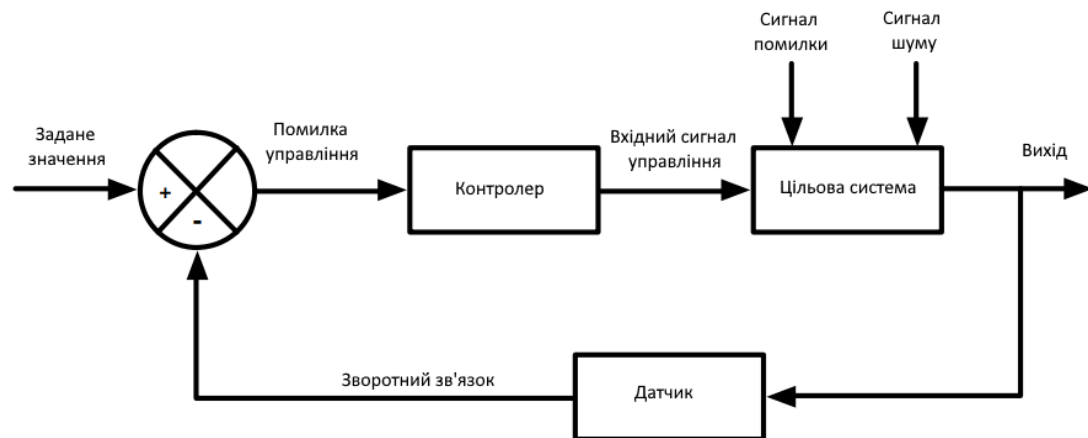 Сигнал
помилки
Сигнал
шуму
Задане
значення
Помилка
управління
Вхідний сигнал
управління
Вихід
+
-
Контролер
Цільова система
Зворотний зв'язок
Датчик